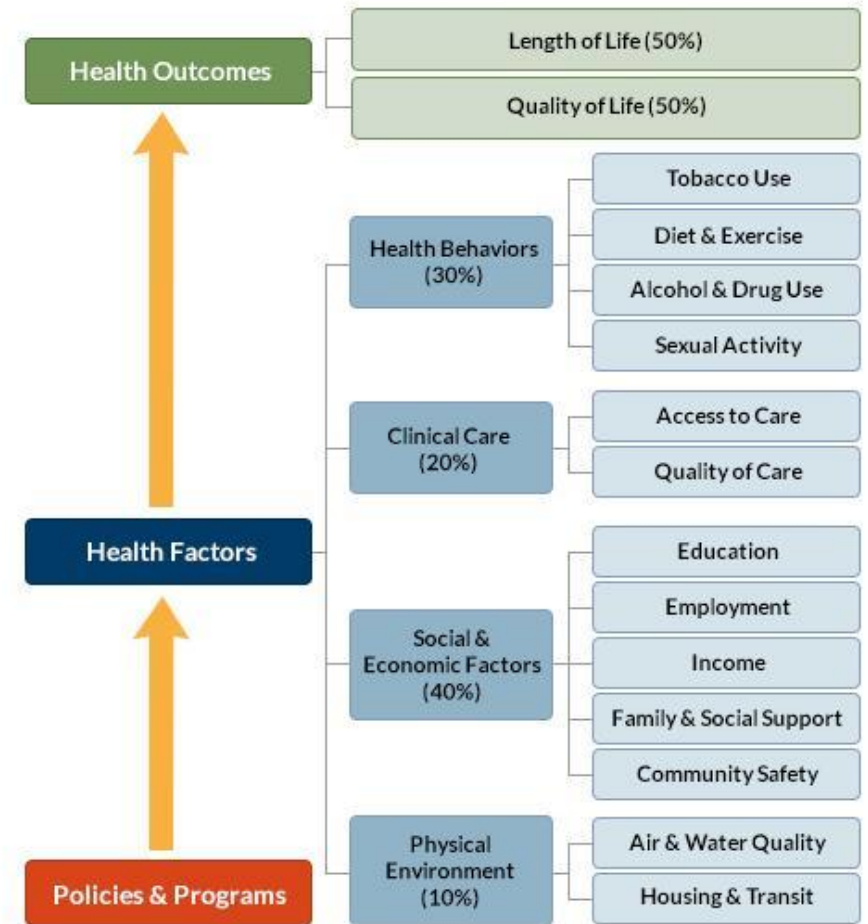 Health Outcomes
Length of Life (50%)
Quality of Life (50%)
Health Factors
Health Behaviors
(30%)
Tobacco Use
Diet & Exercise
Alcohol & Drug Use
Sexual Activity
Clinical Care
(20%)
Access to Care
Quality of Care
Social &
Economic Factors
(40%)
Education
Employment
Income
Family & Social Support
Community Safety
Physical
Environment
(10%)
Air & Water Quality
Housing & Transit
Policies & Programs